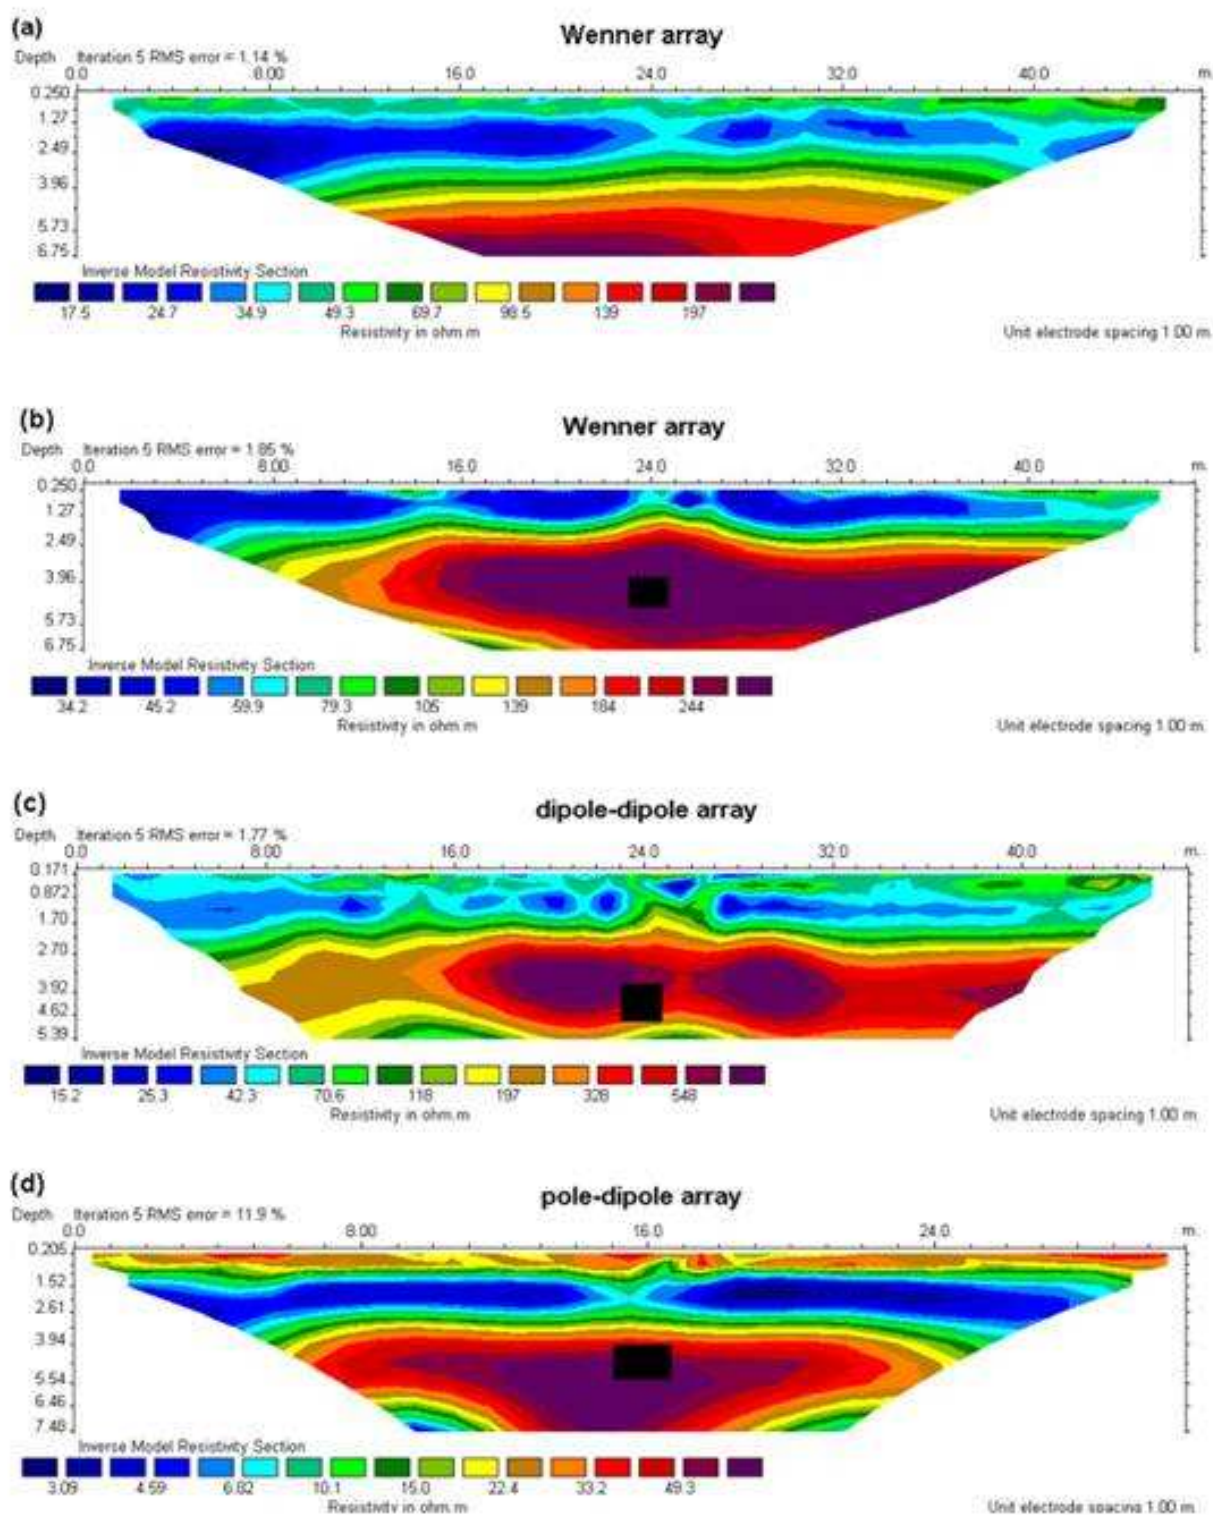 (a)
Wenner array
Depth Iteration 5 RMS error = 1.14 %
0.0 8.00 16.0 24.0 32.0 40.0 m.
0.250
1.27
2.49
3.96
5.73
6.75
Inverse Model Resistivity Section
17.5 24.7 34.9 49.3 69.7 98.5 139 197
Resistivity in ohm.m
Unit electrode spacing 1.00 m.
(b)
Wenner array
Depth Iteration 5 RMS error = 1.85 %
0.0 8.00 16.0 24.0 32.0 40.0 m.
0.250
1.27
2.49
3.96
5.73
6.75
Inverse Model Resistivity Section
34.2 45.2 59.9 79.3 105 139 184 244
Resistivity in ohm.m
Unit electrode spacing 1.00 m.
(c)
dipole-dipole array
Depth Iteration 5 RMS error = 1.77 %
0.0 8.00 16.0 24.0 32.0 40.0 m.
0.171
0.872
1.70
2.70
3.92
4.62
5.39
Inverse Model Resistivity Section
15.2 25.3 42.3 70.6 118 197 328 548
Resistivity in ohm.m
Unit electrode spacing 1.00 m.
(d)
pole-dipole array
Depth Iteration 5 RMS error = 11.9 %
0.0 8.00 16.0 24.0 m.
0.205
1.52
2.61
3.94
5.54
6.46
7.48
Inverse Model Resistivity Section
3.09 4.59 6.82 10.1 15.0 22.4 33.2 49.3
Resistivity in ohm.m
Unit electrode spacing 1.00 m.